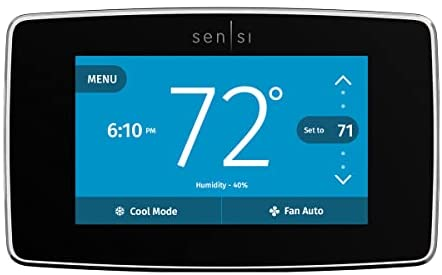 sensi
MENU
6:10 PM
72°
Set to 71
Humidity - 40%
Cool Mode
Fan Auto